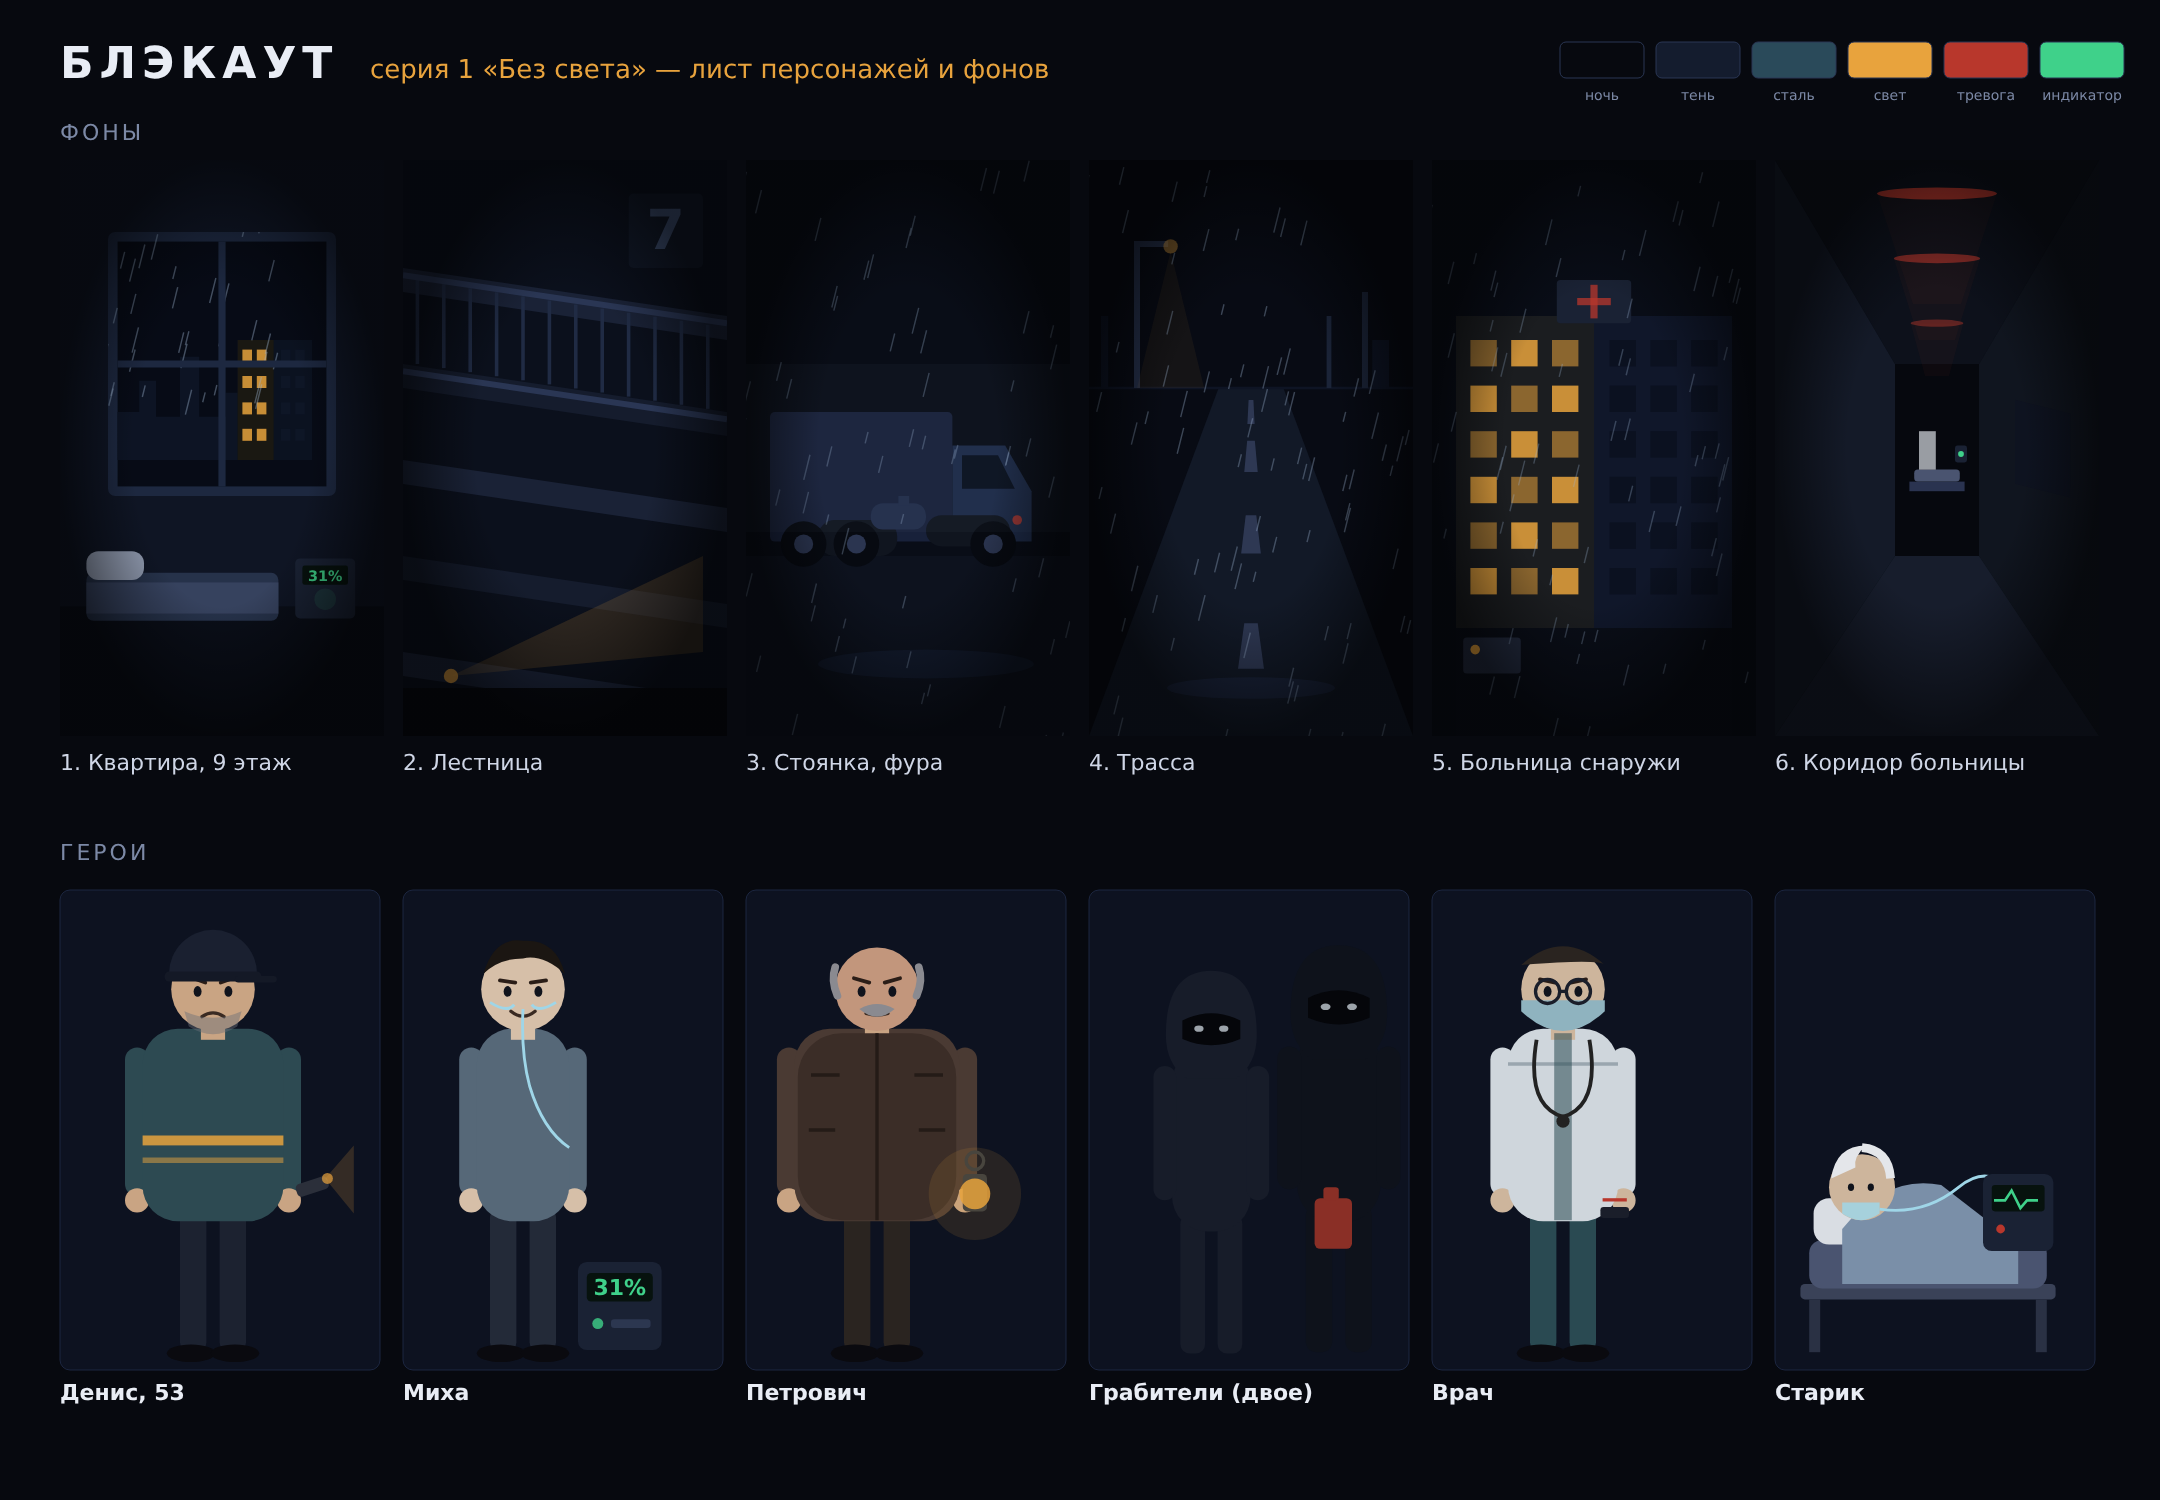 БЛЭКАУТ серия 1 «Без света» — лист персонажей и фонов
ночь тень сталь свет тревога индикатор
ФОНЫ
7
31%
1. Квартира, 9 этаж
2. Лестница
3. Стоянка, фура
4. Трасса
5. Больница снаружи
6. Коридор больницы
ГЕРОИ
31%
Денис, 53
Миха
Петрович
Грабители (двое)
Врач
Старик